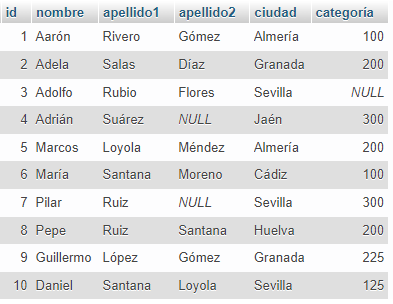 id nombre apellido1 apellido2 ciudad categoría
1 Aarón Rivero Gómez Almería 100
2 Adela Salas Díaz Granada 200
3 Adolfo Rubio Flores Sevilla NULL
4 Adrián Suárez NULL Jaén 300
5 Marcos Loyola Méndez Almería 200
6 María Santana Moreno Cádiz 100
7 Pilar Ruiz NULL Sevilla 300
8 Pepe Ruiz Santana Huelva 200
9 Guillermo López Gómez Granada 225
10 Daniel Santana Loyola Sevilla 125